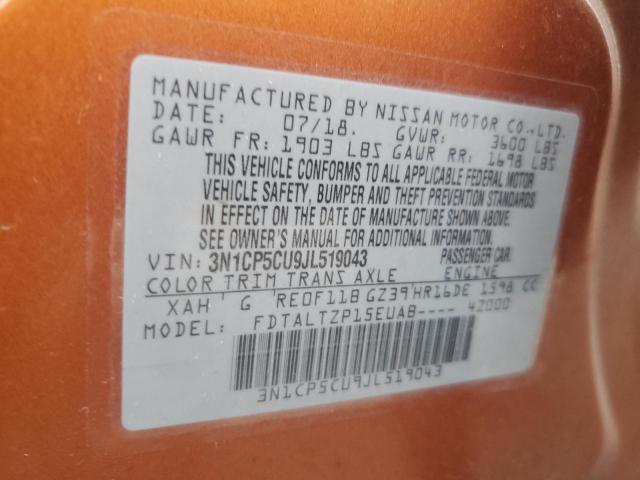 MANUFACTURED BY NISSAN MOTOR CO.,LTD.
DATE: 07/18. GVWR: 3600 LBS
GAWR FR: 1903 LBS GAWR RR: 1698 LBS
THIS VEHICLE CONFORMS TO ALL APPLICABLE FEDERAL MOTOR
VEHICLE SAFETY, BUMPER AND THEFT PREVENTION STANDARDS
IN EFFECT ON THE DATE OF MANUFACTURE SHOWN ABOVE.
SEE OWNER'S MANUAL FOR ADDITIONAL INFORMATION.
VIN: 3N1CP5CU9JL519043 PASSENGER CAR.
COLOR TRIM TRANS AXLE ENGINE
XAH G RE0F11B GZ39 HR16DE 1598 CC
MODEL: FDTALTZP15EUAB---- 42000
3N1CP5CU9JL519043